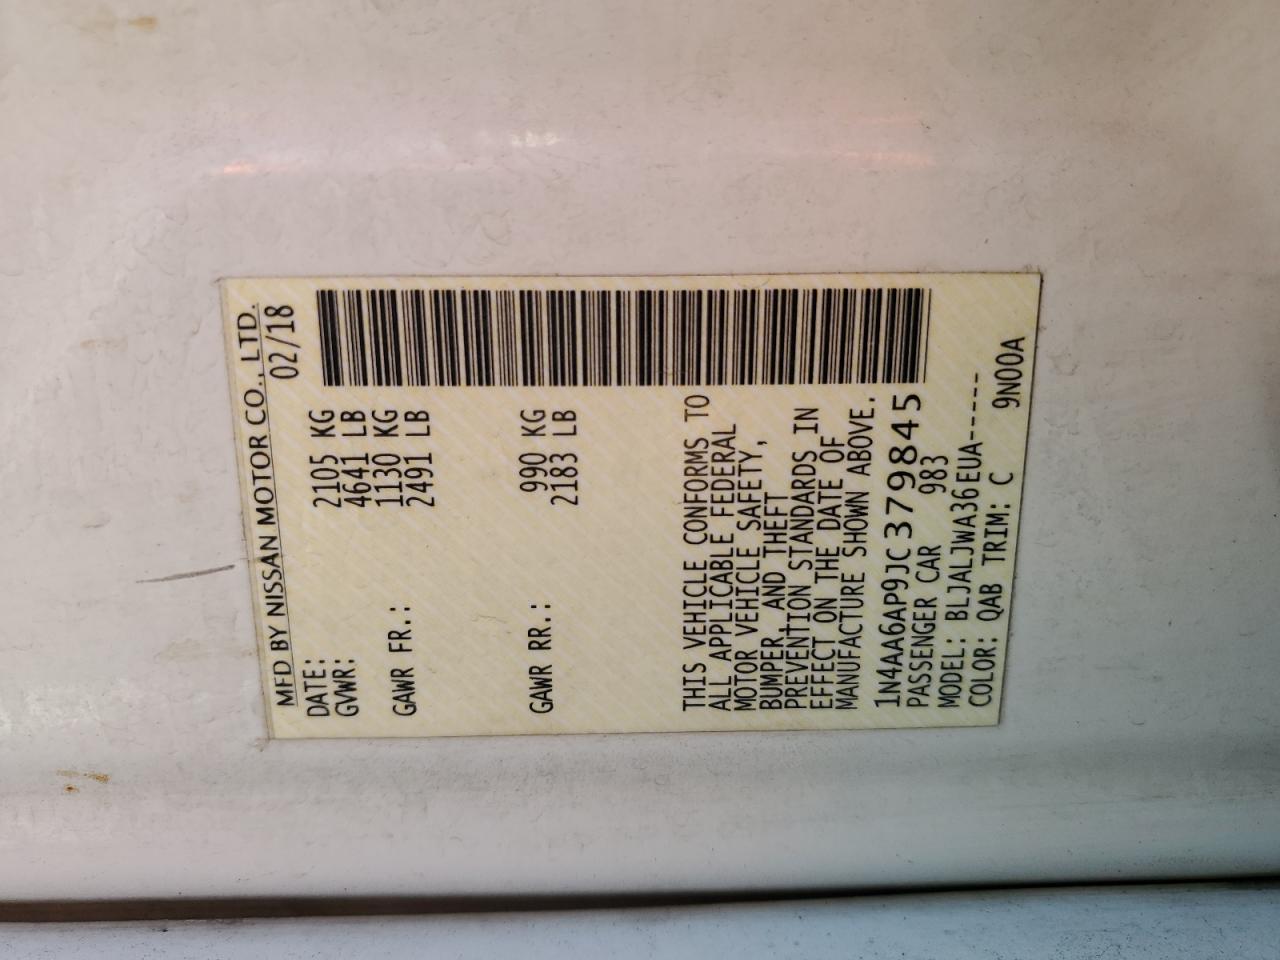 MFD BY NISSAN MOTOR CO., LTD.
DATE: 02/18
GVWR: 2105 KG
4641 LB
GAWR FR.: 1130 KG
2491 LB
GAWR RR.: 990 KG
2183 LB
THIS VEHICLE CONFORMS TO
ALL APPLICABLE FEDERAL
MOTOR VEHICLE SAFETY,
BUMPER, AND THEFT
PREVENTION STANDARDS IN
EFFECT ON THE DATE OF
MANUFACTURE SHOWN ABOVE.
1N4AA6AP9JC379845
PASSENGER CAR 983
MODEL: BLJALJWA36EUA-----
COLOR: QAB TRIM: C 9N00A